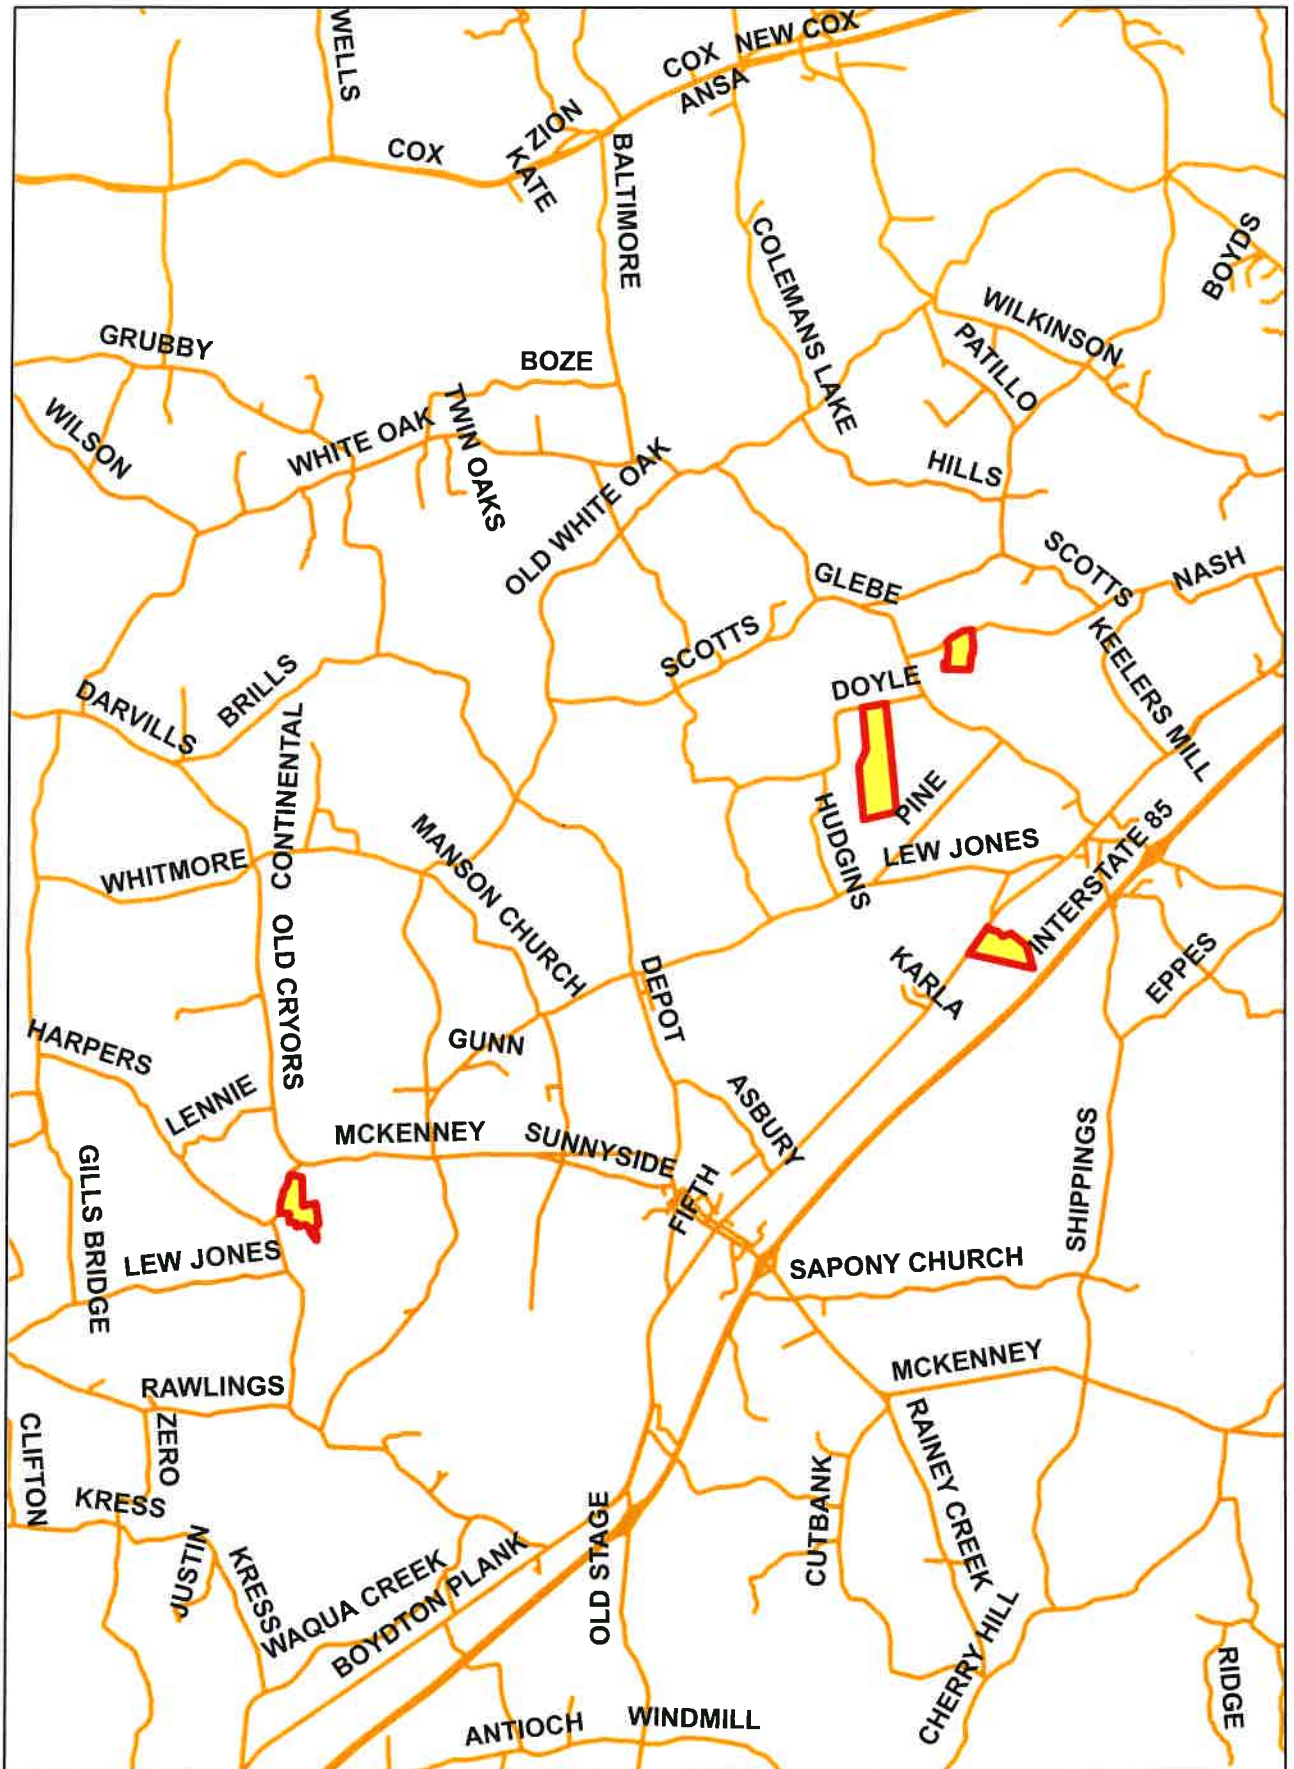 WELLS
COX
NEW COX
ANSA
ZION
KATE
COX
BALTIMORE
COLEMANS LAKE
BOYDS
WILKINSON
PATILLO
GRUBBY
BOZE
WILSON
WHITE OAK
TWIN OAKS
OLD WHITE OAK
HILLS
GLEBE
SCOTTS
NASH
SCOTTS
KEELERS MILL
DARVILLS
BRILLS
DOYLE
CONTINENTAL
HUDGINS
PINE
LEW JONES
INTERSTATE 85
WHITMORE
MANSON CHURCH
OLD CRYORS
DEPOT
KARLA
EPPES
HARPERS
GUNN
LENNIE
ASBURY
MCKENNEY
SUNNYSIDE
FIFTH
SHIPPINGS
GILLS BRIDGE
LEW JONES
SAPONY CHURCH
MCKENNEY
RAWLINGS
CLIFTON
ZERO
RAINEY CREEK
KRESS
CUTBANK
OLD STAGE
JUSTIN
KRESS
WAQUA CREEK
BOYDTON PLANK
CHERRY HILL
RIDGE
ANTIOCH
WINDMILL